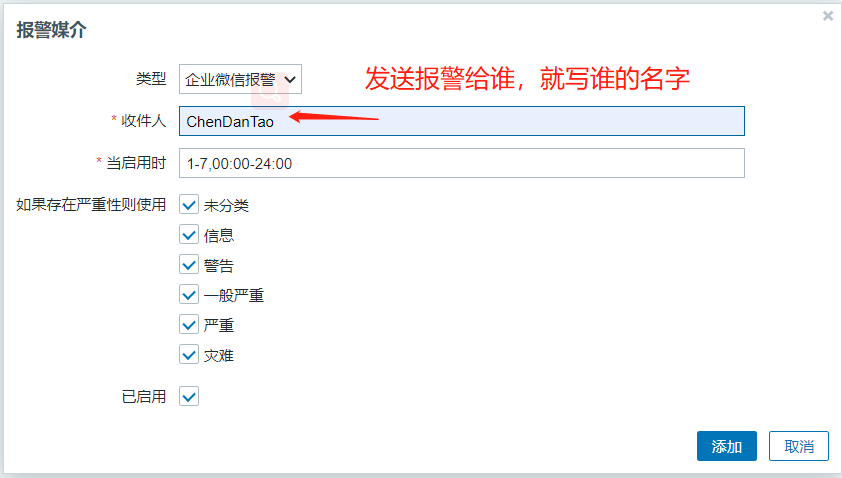 报警媒介
类型 企业微信报警
发送报警给谁，就写谁的名字
* 收件人 ChenDanTao
* 当启用时 1-7,00:00-24:00
如果存在严重性则使用 未分类
信息
警告
一般严重
严重
灾难
已启用
添加 取消